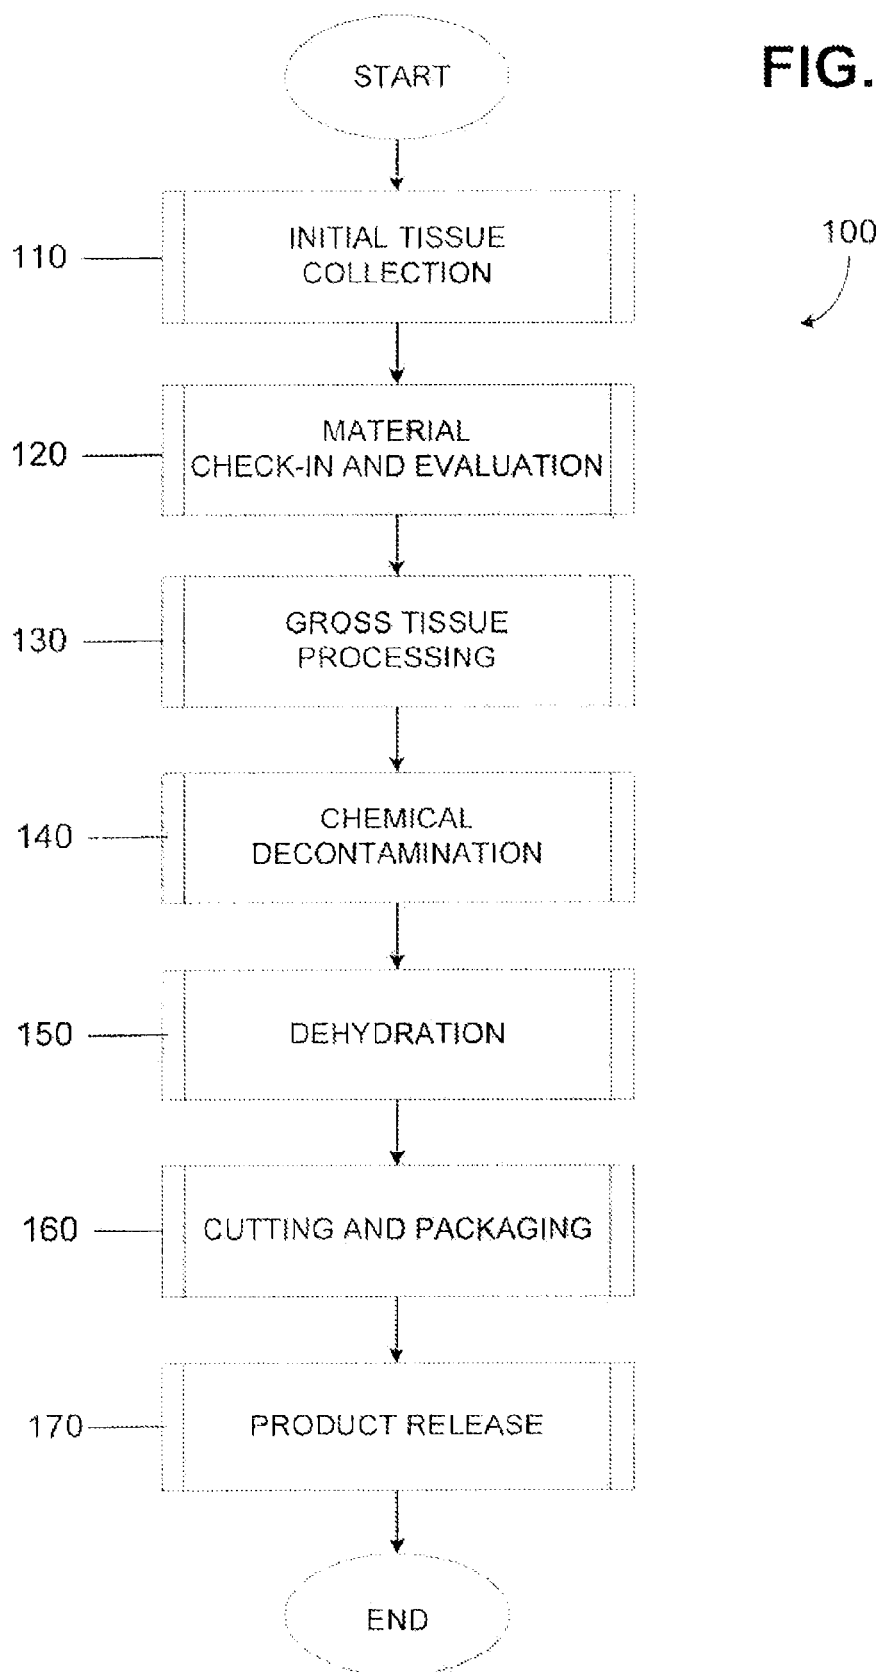 START
FIG.
100
110
INITIAL TISSUE
COLLECTION
120
MATERIAL
CHECK-IN AND EVALUATION
130
GROSS TISSUE
PROCESSING
140
CHEMICAL
DECONTAMINATION
150
DEHYDRATION
160
CUTTING AND PACKAGING
170
PRODUCT RELEASE
END